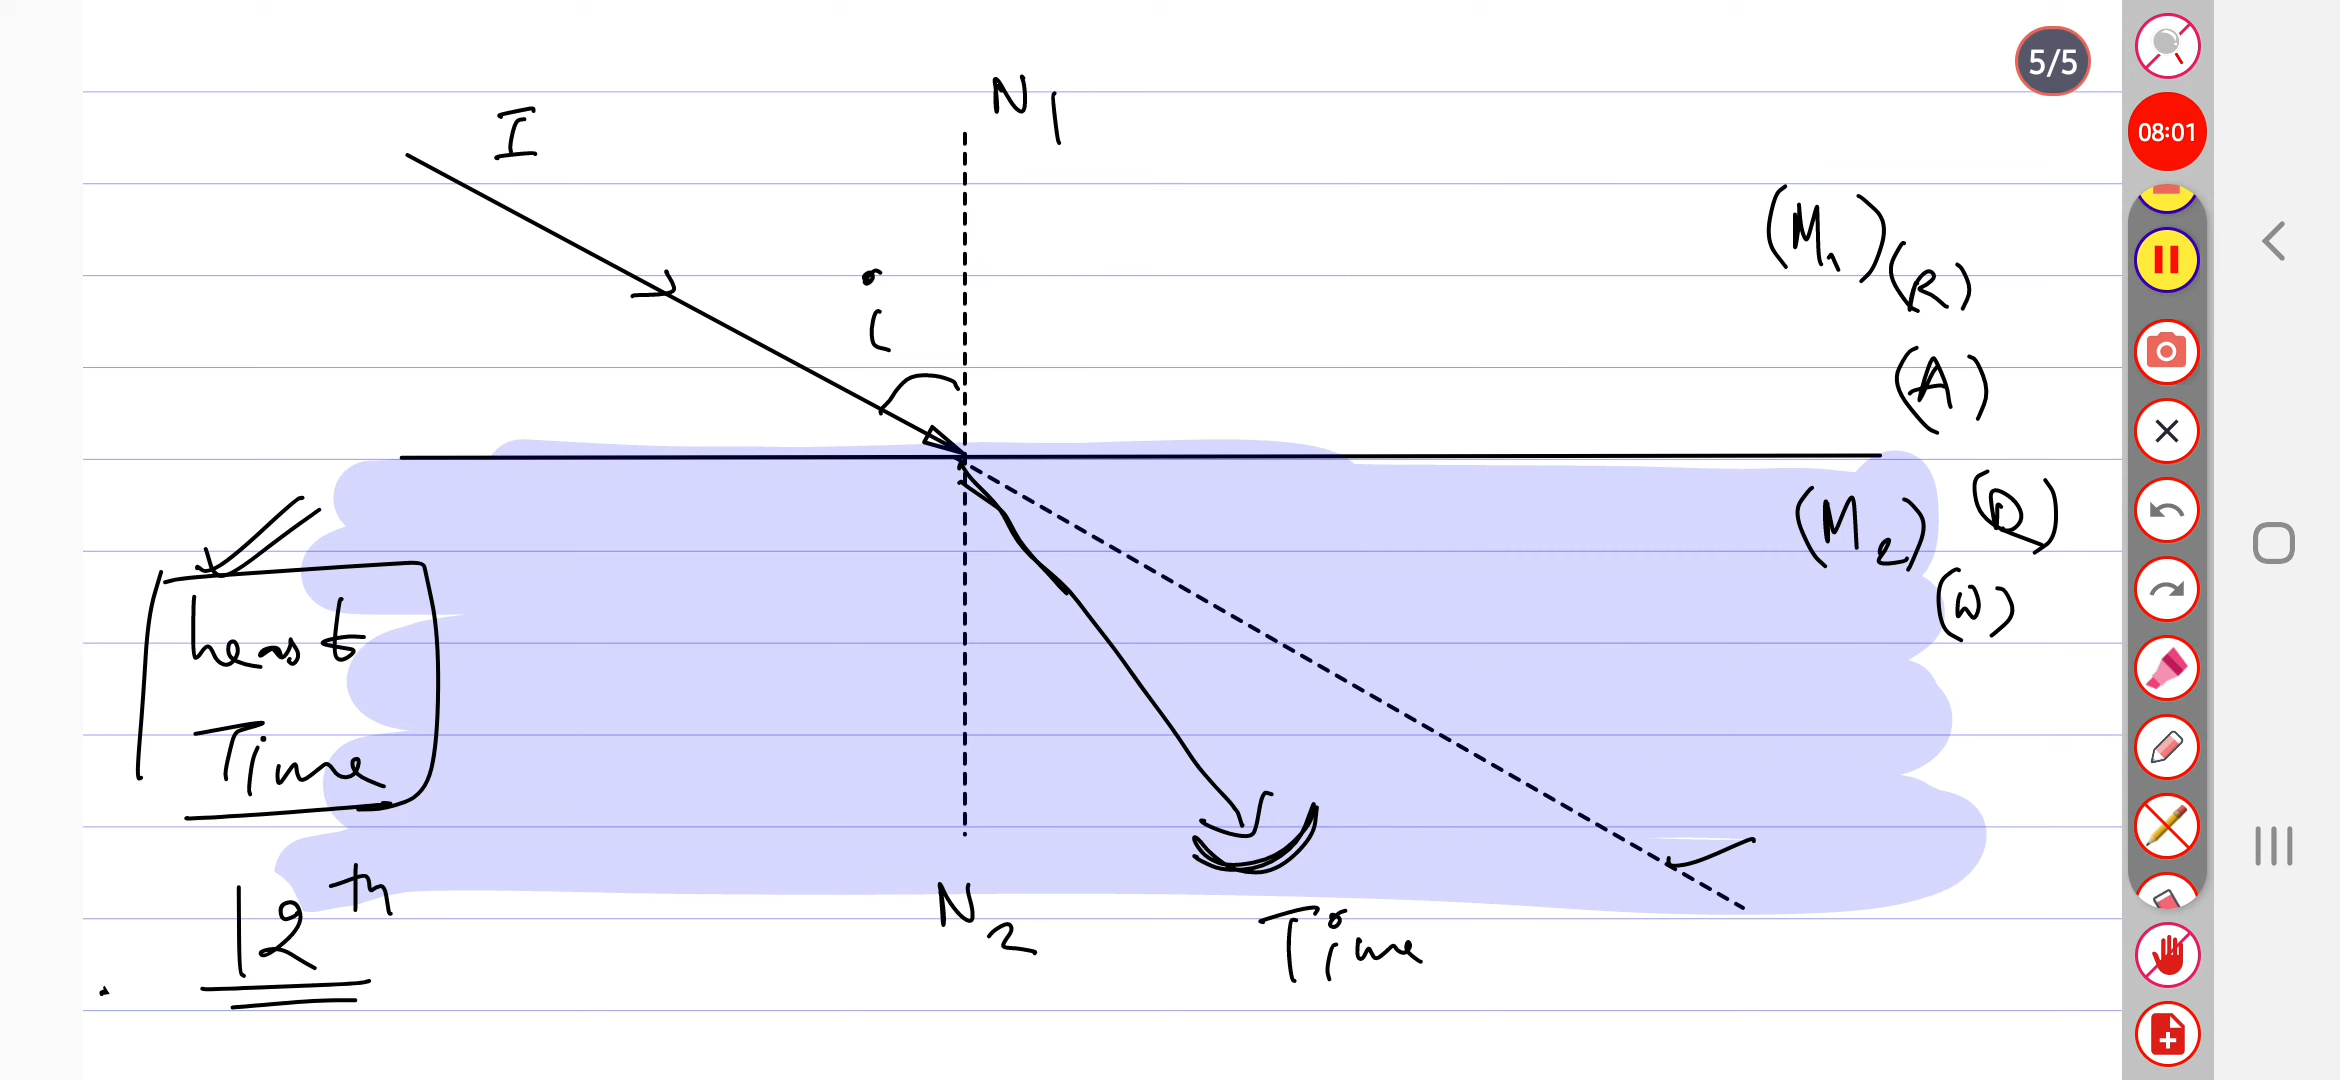 N1
I
5/5
08:01
i
(M1) (R)
(A)
(M2) (D)
(W)
least
Time
12th
N2
Time